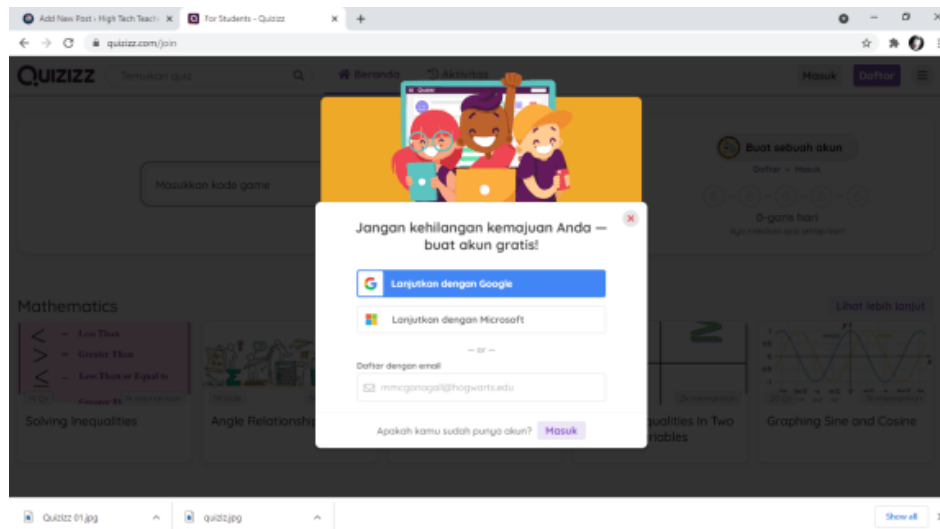 Add New Post ‹ High Tech Teach
For Students - Quizizz
quizizz.com/join
QUIZIZZ
Temukan quiz
Beranda
Aktivitas
Masuk
Daftar
Masukkan kode game
Buat sebuah akun
Daftar
Masuk
0-garis hari
Jangan kehilangan kemajuan Anda —
buat akun gratis!
Lanjutkan dengan Google
Lanjutkan dengan Microsoft
— or —
Daftar dengan email
mmcgonagall@hogwarts.edu
Apakah kamu sudah punya akun? Masuk
Mathematics
Lihat lebih lanjut
< = Less Than
> = Greater Than
≤ = Less Than or Equal to
Solving Inequalities
Angle Relationship
qualities in Two
riables
Graphing Sine and Cosine
Quizizz 01.jpg
quiziz.jpg
Show all